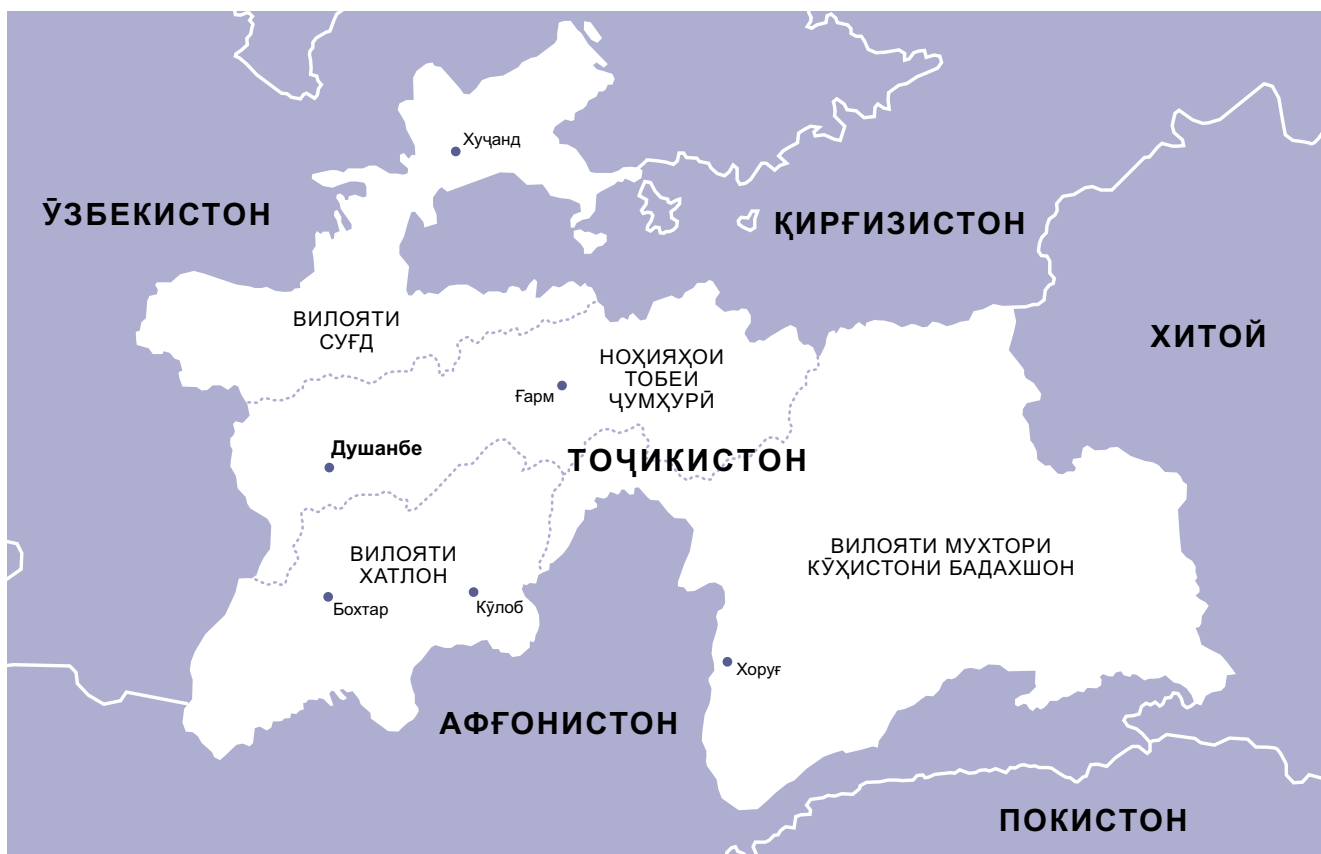 Хуҷанд
ӮЗБЕКИСТОН
ҚИРҒИЗИСТОН
ВИЛОЯТИ
СУҒД
ХИТОЙ
НОҲИЯҲОИ
ТОБЕИ
ҶУМҲУРӢ
Ғарм
Душанбе
ТОҶИКИСТОН
ВИЛОЯТИ
ХАТЛОН
ВИЛОЯТИ МУХТОРИ
КӮҲИСТОНИ БАДАХШОН
Бохтар
Кӯлоб
Хоруғ
АФҒОНИСТОН
ПОКИСТОН